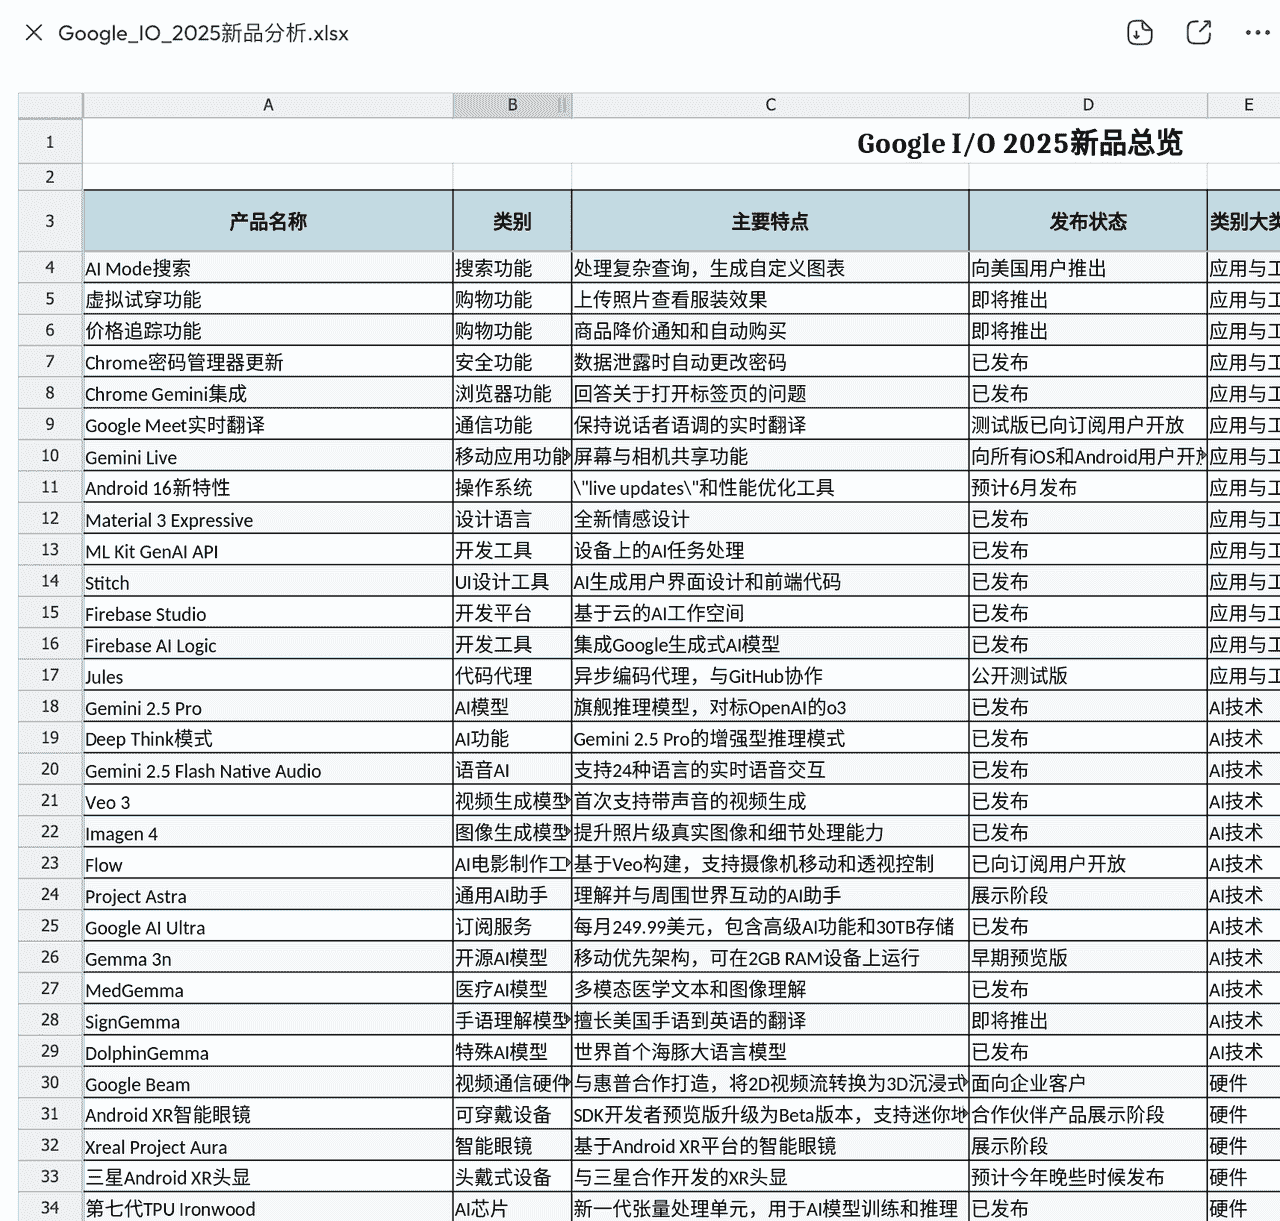 Google_IO_2025新品分析.xlsx
A B C D E
1 Google I/O 2025新品总览
2
3 产品名称 类别 主要特点 发布状态 类别大类
4 AI Mode搜索 搜索功能 处理复杂查询，生成自定义图表 向美国用户推出 应用与工
5 虚拟试穿功能 购物功能 上传照片查看服装效果 即将推出 应用与工
6 价格追踪功能 购物功能 商品降价通知和自动购买 即将推出 应用与工
7 Chrome密码管理器更新 安全功能 数据泄露时自动更改密码 已发布 应用与工
8 Chrome Gemini集成 浏览器功能 回答关于打开标签页的问题 已发布 应用与工
9 Google Meet实时翻译 通信功能 保持说话者语调的实时翻译 测试版已向订阅用户开放 应用与工
10 Gemini Live 移动应用功能 屏幕与相机共享功能 向所有iOS和Android用户开 应用与工
11 Android 16新特性 操作系统 \"live updates\"和性能优化工具 预计6月发布 应用与工
12 Material 3 Expressive 设计语言 全新情感设计 已发布 应用与工
13 ML Kit GenAI API 开发工具 设备上的AI任务处理 已发布 应用与工
14 Stitch UI设计工具 AI生成用户界面设计和前端代码 已发布 应用与工
15 Firebase Studio 开发平台 基于云的AI工作空间 已发布 应用与工
16 Firebase AI Logic 开发工具 集成Google生成式AI模型 已发布 应用与工
17 Jules 代码代理 异步编码代理，与GitHub协作 公开测试版 应用与工
18 Gemini 2.5 Pro AI模型 旗舰推理模型，对标OpenAI的o3 已发布 AI技术
19 Deep Think模式 AI功能 Gemini 2.5 Pro的增强型推理模式 已发布 AI技术
20 Gemini 2.5 Flash Native Audio 语音AI 支持24种语言的实时语音交互 已发布 AI技术
21 Veo 3 视频生成模型 首次支持带声音的视频生成 已发布 AI技术
22 Imagen 4 图像生成模型 提升照片级真实图像和细节处理能力 已发布 AI技术
23 Flow AI电影制作工 基于Veo构建，支持摄像机移动和透视控制 已向订阅用户开放 AI技术
24 Project Astra 通用AI助手 理解并与周围世界互动的AI助手 展示阶段 AI技术
25 Google AI Ultra 订阅服务 每月249.99美元，包含高级AI功能和30TB存储 已发布 AI技术
26 Gemma 3n 开源AI模型 移动优先架构，可在2GB RAM设备上运行 早期预览版 AI技术
27 MedGemma 医疗AI模型 多模态医学文本和图像理解 已发布 AI技术
28 SignGemma 手语理解模型 擅长美国手语到英语的翻译 即将推出 AI技术
29 DolphinGemma 特殊AI模型 世界首个海豚大语言模型 已发布 AI技术
30 Google Beam 视频通信硬件 与惠普合作打造，将2D视频流转换为3D沉浸式 面向企业客户 硬件
31 Android XR智能眼镜 可穿戴设备 SDK开发者预览版升级为Beta版本，支持迷你地 合作伙伴产品展示阶段 硬件
32 Xreal Project Aura 智能眼镜 基于Android XR平台的智能眼镜 展示阶段 硬件
33 三星Android XR头显 头戴式设备 与三星合作开发的XR头显 预计今年晚些时候发布 硬件
34 第七代TPU Ironwood AI芯片 新一代张量处理单元，用于AI模型训练和推理 已发布 硬件